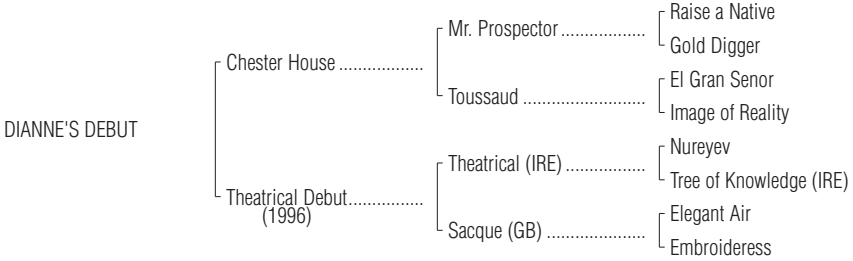 Raise a Native
Mr. Prospector ..................
Gold Digger
Chester House ..................
El Gran Senor
Toussaud ..........................
Image of Reality
DIANNE'S DEBUT
Nureyev
Theatrical (IRE) .................
Tree of Knowledge (IRE)
Theatrical Debut................
(1996)
Elegant Air
Sacque (GB) .....................
Embroideress